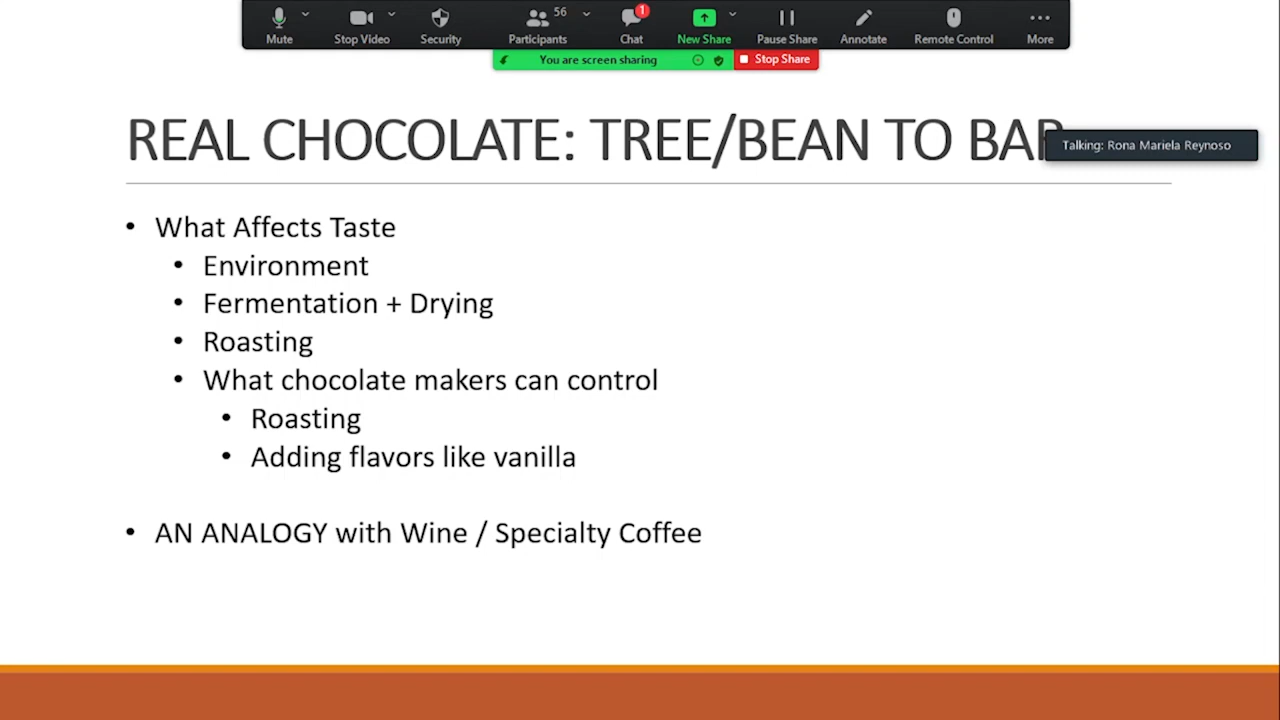 56
1
Mute
Stop Video
Security
Participants
Chat
New Share
Pause Share
Annotate
Remote Control
More
You are screen sharing
Stop Share
REAL CHOCOLATE: TREE/BEAN TO BAR
Talking: Rona Mariela Reynoso
• What Affects Taste
• Environment
• Fermentation + Drying
• Roasting
• What chocolate makers can control
• Roasting
• Adding flavors like vanilla
• AN ANALOGY with Wine / Specialty Coffee